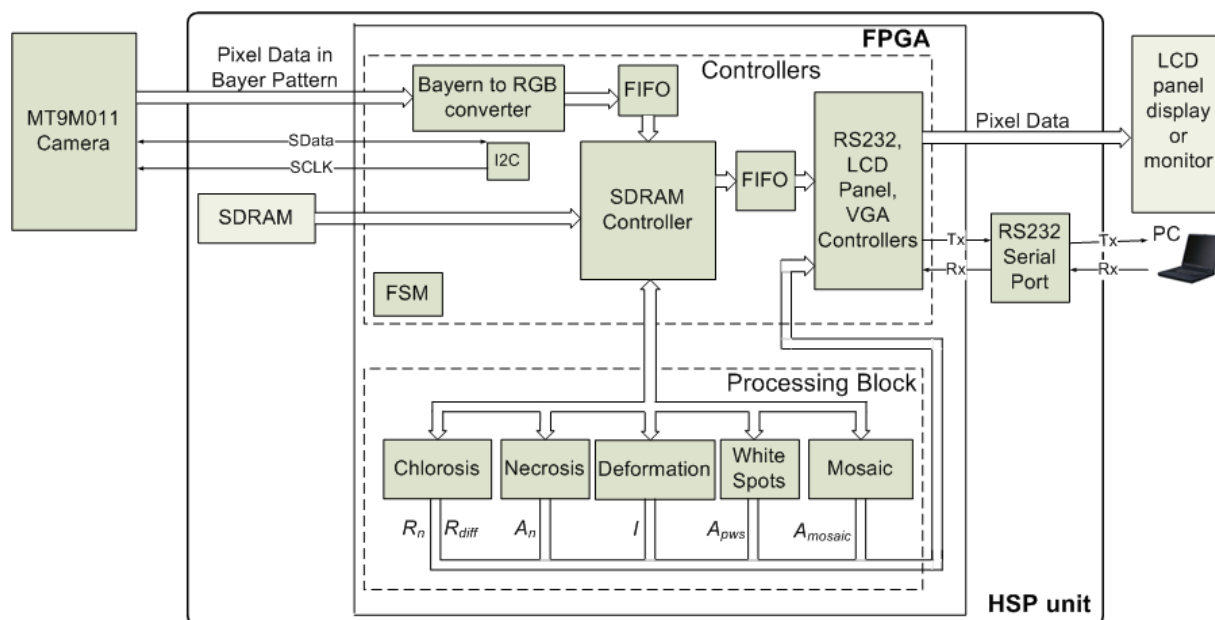 FPGA
Pixel Data in
Bayer Pattern
Controllers
MT9M011
Camera
Bayern to RGB
converter
FIFO
SData
SCLK
I2C
SDRAM
SDRAM
Controller
FIFO
RS232,
LCD
Panel,
VGA
Controllers
Pixel Data
LCD
panel
display
or
monitor
Tx
Rx
RS232
Serial
Port
Tx
Rx
PC
FSM
Processing Block
Chlorosis
Necrosis
Deformation
White
Spots
Mosaic
Rn
Rdiff
An
I
Apws
Amosaic
HSP unit